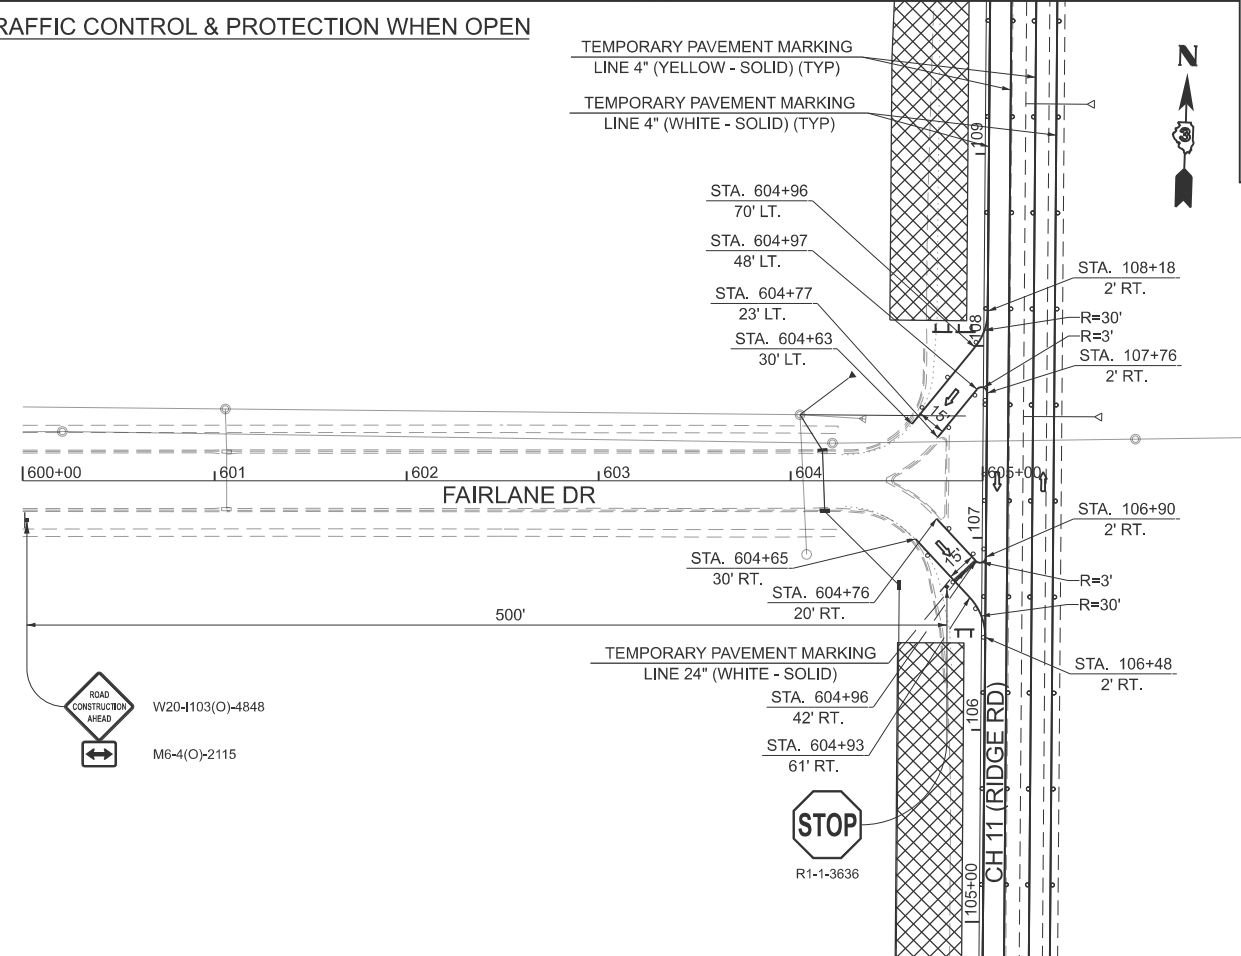 RAFFIC CONTROL & PROTECTION WHEN OPEN
TEMPORARY PAVEMENT MARKING
LINE 4" (YELLOW - SOLID) (TYP)
TEMPORARY PAVEMENT MARKING
LINE 4" (WHITE - SOLID) (TYP)
N
3
109
STA. 604+96
70' LT.
STA. 604+97
48' LT.
STA. 604+77
23' LT.
STA. 604+63
30' LT.
108
STA. 108+18
2' RT.
R=30'
R=3'
STA. 107+76
2' RT.
15'
600+00
601
602
603
604
605+00
FAIRLANE DR
107
STA. 106+90
2' RT.
15'
STA. 604+65
30' RT.
STA. 604+76
20' RT.
R=3'
R=30'
500'
TEMPORARY PAVEMENT MARKING
LINE 24" (WHITE - SOLID)
STA. 106+48
2' RT.
STA. 604+96
42' RT.
106
STA. 604+93
61' RT.
CH 11 (RIDGE RD)
ROAD
CONSTRUCTION
AHEAD
W20-I103(O)-4848
M6-4(O)-2115
STOP
R1-1-3636
105+00